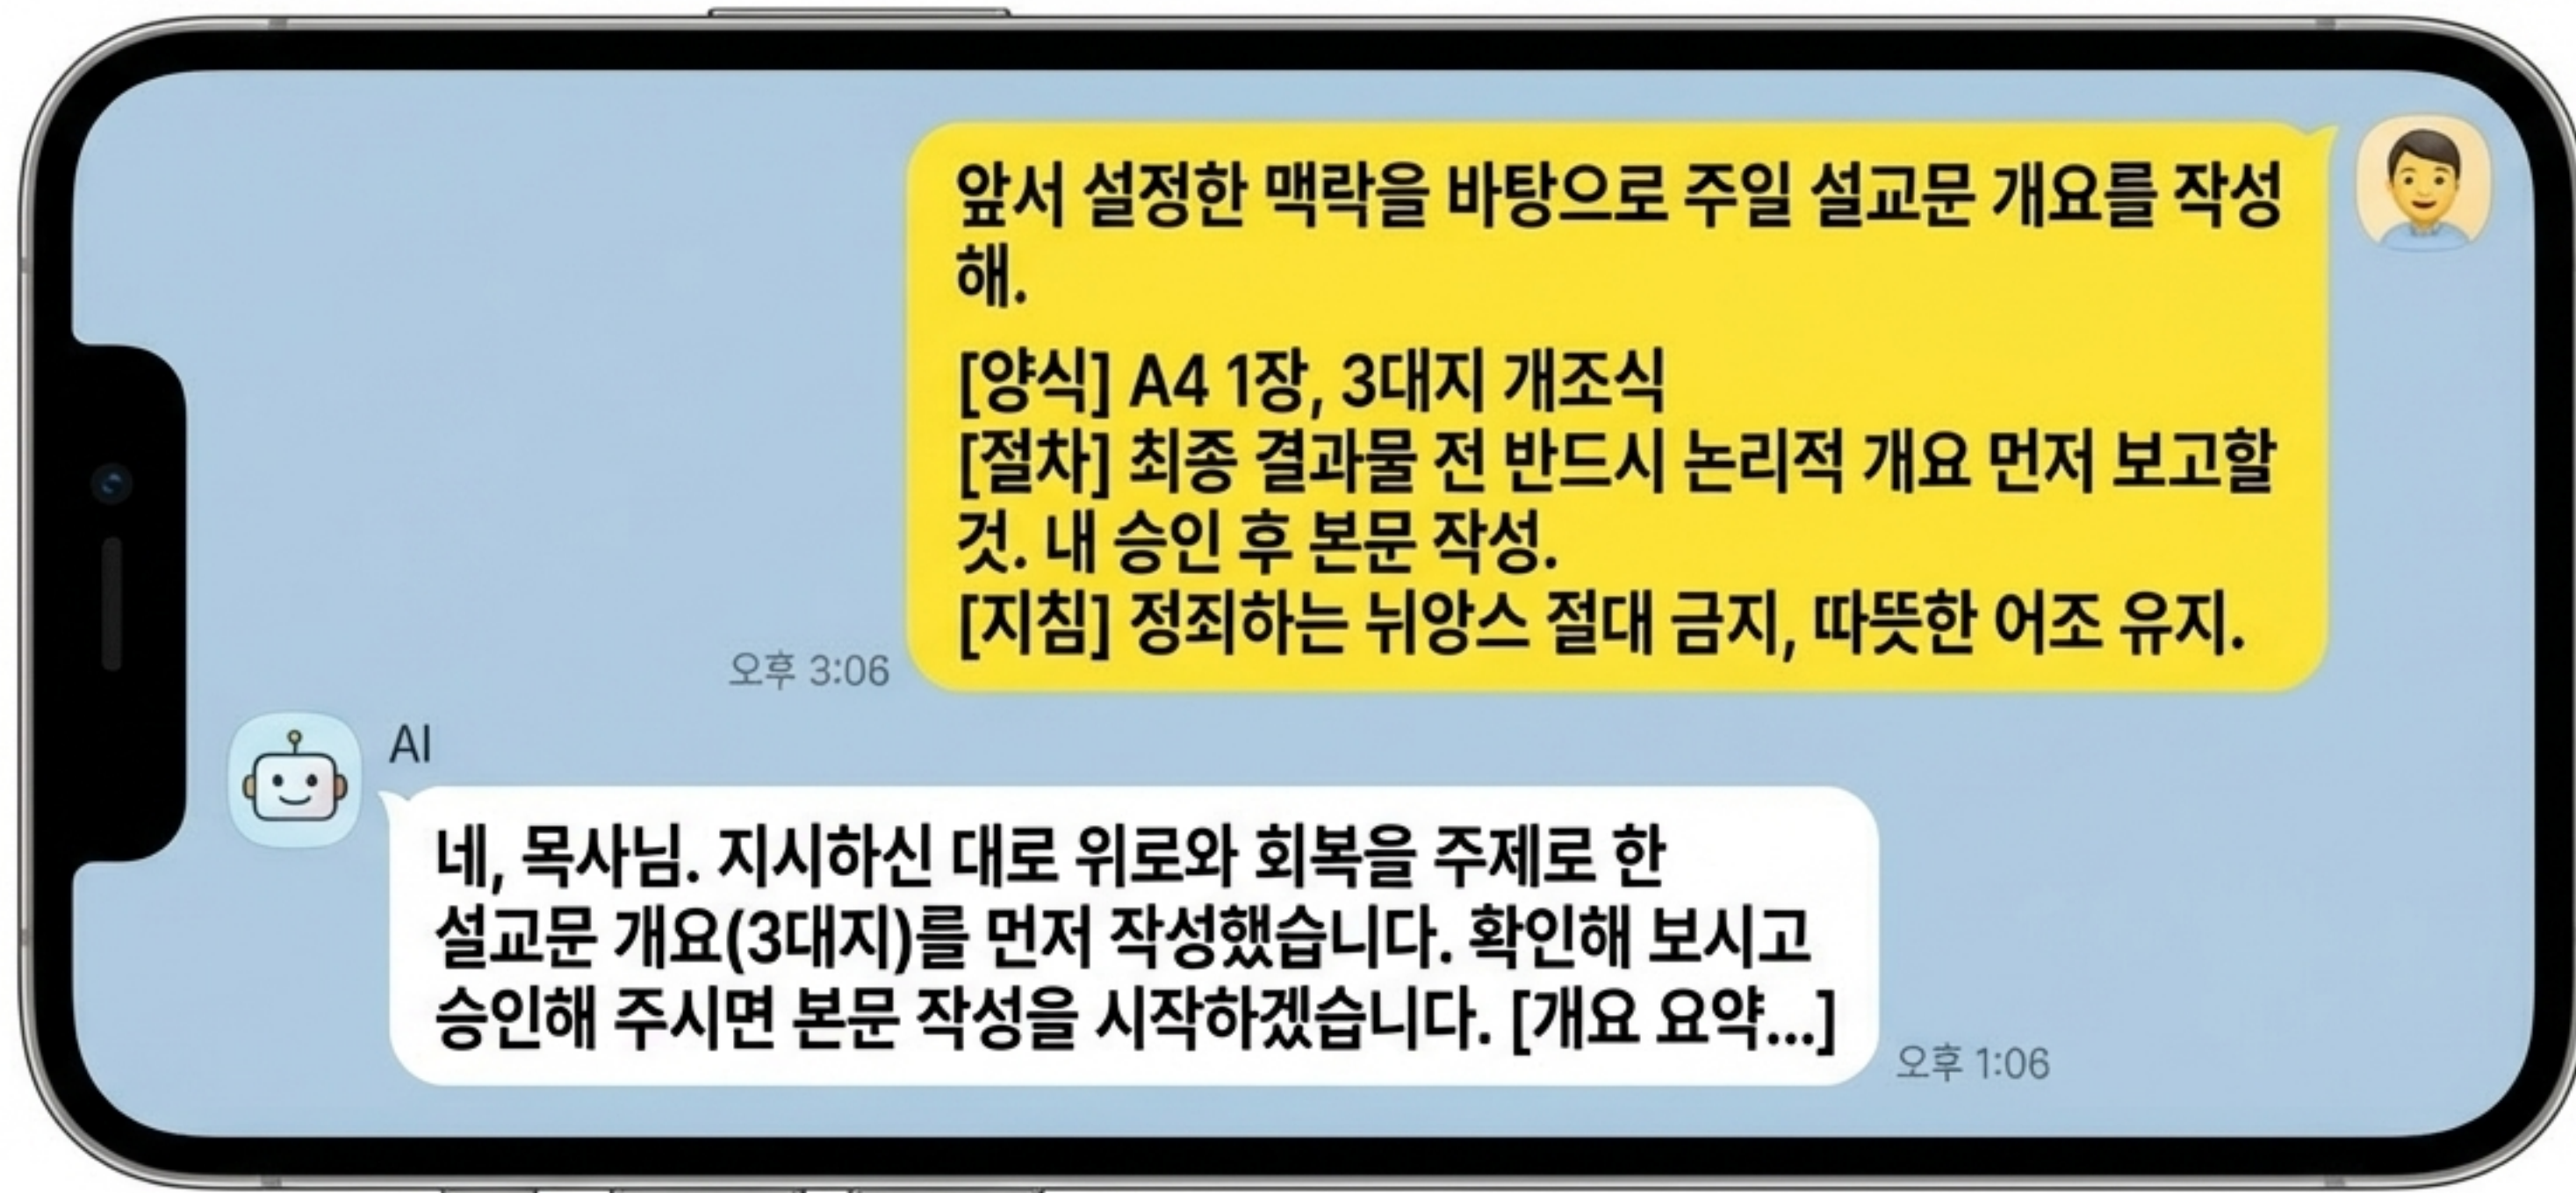 앞서 설정한 맥락을 바탕으로 주일 설교문 개요를 작성
해.
[양식] A4 1장, 3대지 개조식
[절차] 최종 결과물 전 반드시 논리적 개요 먼저 보고할
것. 내 승인 후 본문 작성.
[지침] 정죄하는 뉘앙스 절대 금지, 따뜻한 어조 유지.
오후 3:06
AI
네, 목사님. 지시하신 대로 위로와 회복을 주제로 한
설교문 개요(3대지)를 먼저 작성했습니다. 확인해 보시고
승인해 주시면 본문 작성을 시작하겠습니다. [개요 요약...]
오후 1:06